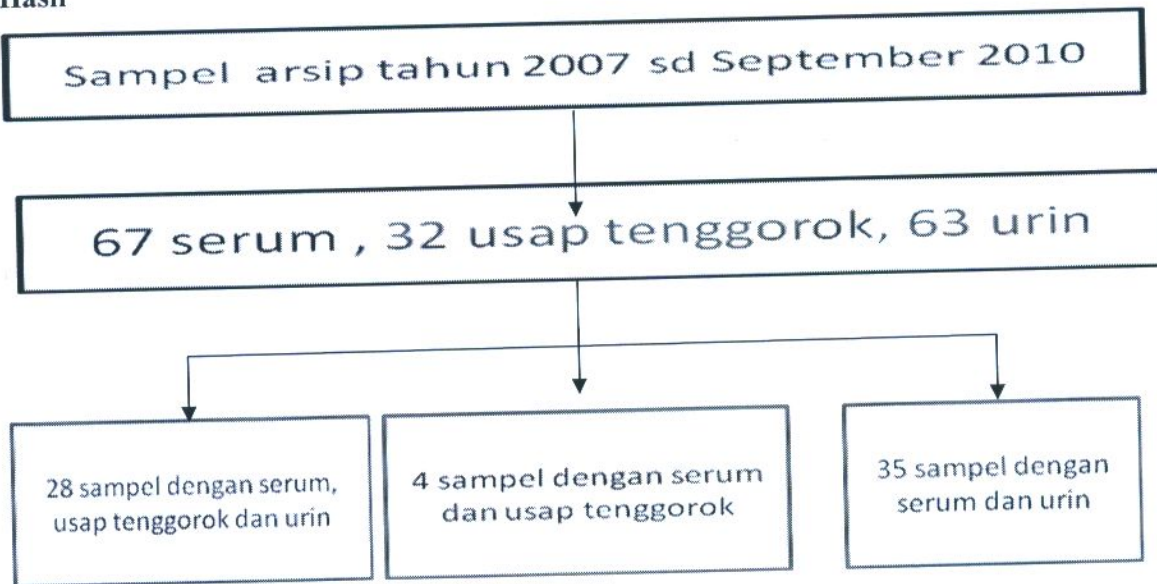 Hasil
Sampel arsip tahun 2007 sd September 2010
67 serum , 32 usap tenggorok, 63 urin
28 sampel dengan serum,
usap tenggorok dan urin
4 sampel dengan serum
dan usap tenggorok
35 sampel dengan
serum dan urin